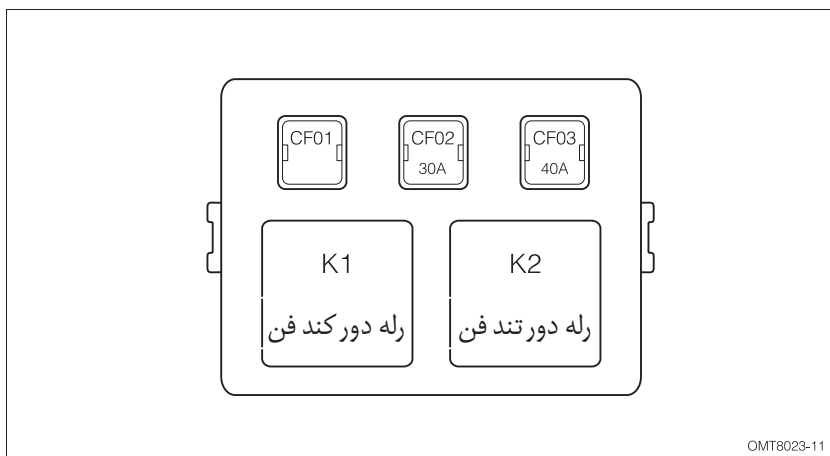 CF01
CF02
30A
CF03
40A
K1
رله دور کند فن
K2
رله دور تند فن
OMT8023-11